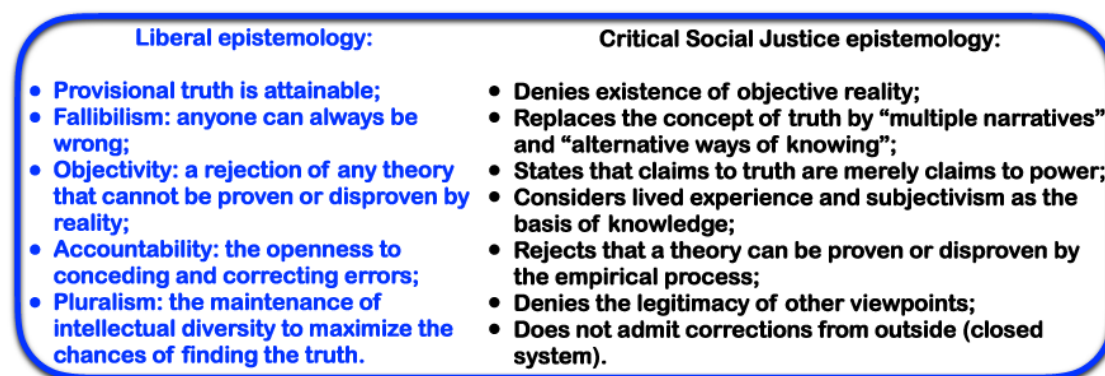 Liberal epistemology:
• Provisional truth is attainable;
• Fallibilism: anyone can always be
wrong;
• Objectivity: a rejection of any theory
that cannot be proven or disproven by
reality;
• Accountability: the openness to
conceding and correcting errors;
• Pluralism: the maintenance of
intellectual diversity to maximize the
chances of finding the truth.
Critical Social Justice epistemology:
• Denies existence of objective reality;
• Replaces the concept of truth by “multiple narratives”
and “alternative ways of knowing”;
• States that claims to truth are merely claims to power;
• Considers lived experience and subjectivism as the
basis of knowledge;
• Rejects that a theory can be proven or disproven by
the empirical process;
• Denies the legitimacy of other viewpoints;
• Does not admit corrections from outside (closed
system).